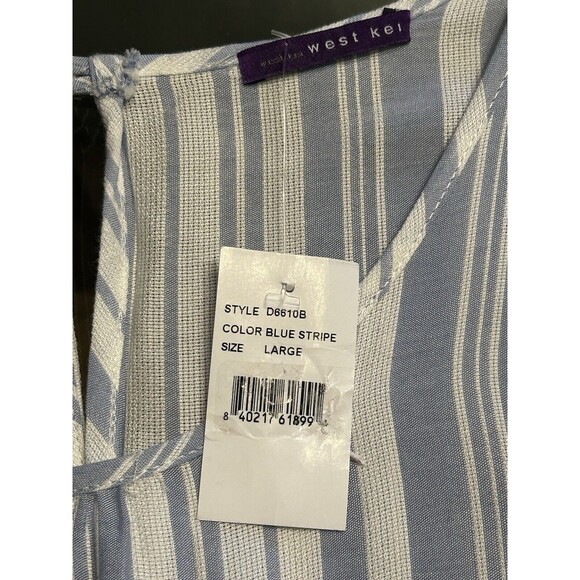 west kei
STYLE D6610B
COLOR BLUE STRIPE
SIZE LARGE
8 40217 61899